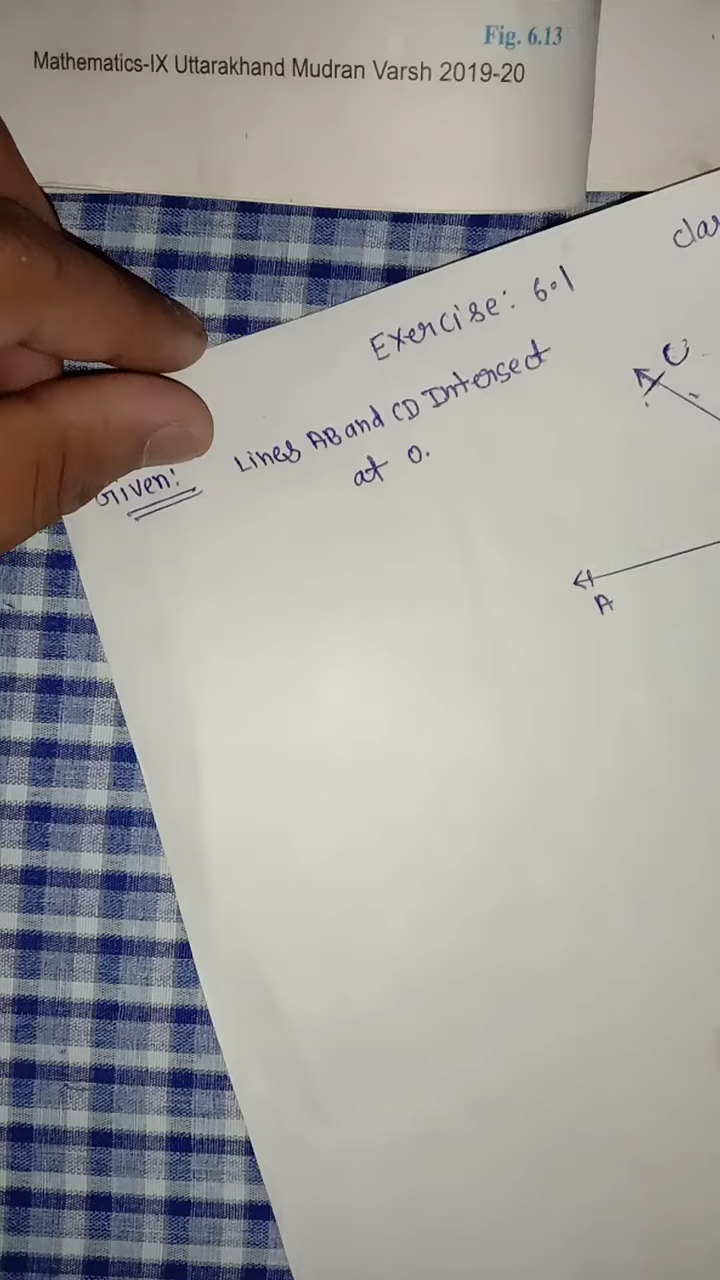 Fig. 6.13
Mathematics-IX Uttarakhand Mudran Varsh 2019-20
Exercise: 6.1
Given: Lines AB and CD Intersect
at O.
C
A